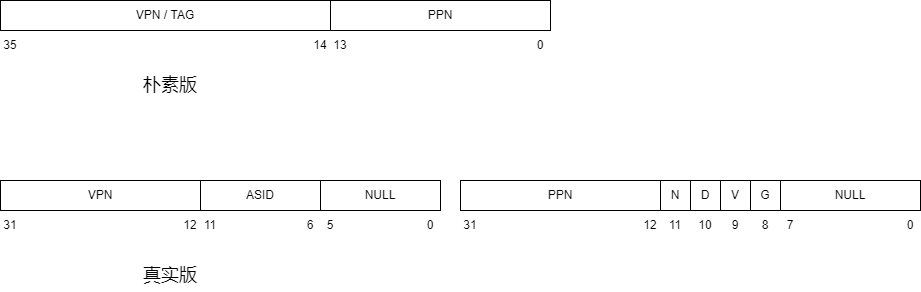 VPN / TAG PPN
35 14 13 0
朴素版
VPN ASID NULL PPN N D V G NULL
31 12 11 6 5 0 31 12 11 10 9 8 7 0
真实版